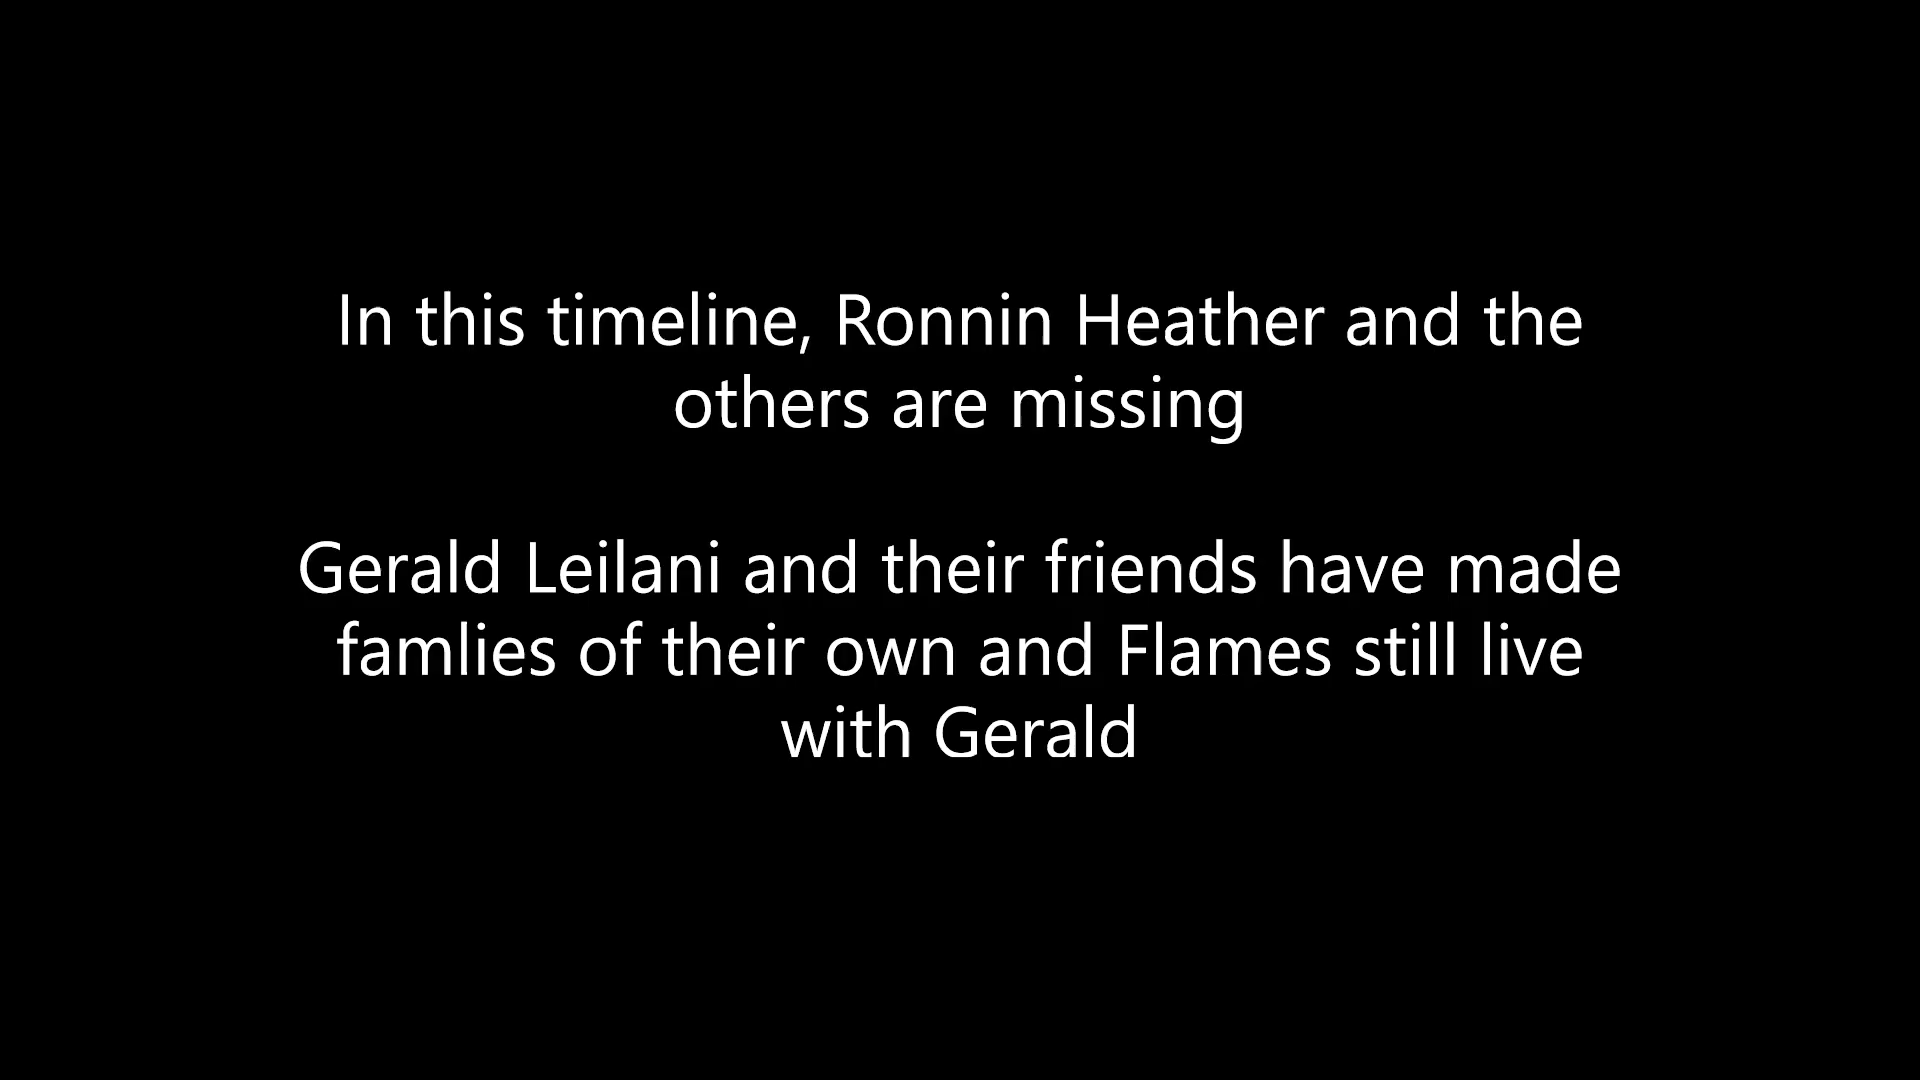 In this timeline, Ronnin Heather and the
others are missing
Gerald Leilani and their friends have made
famlies of their own and Flames still live
with Gerald